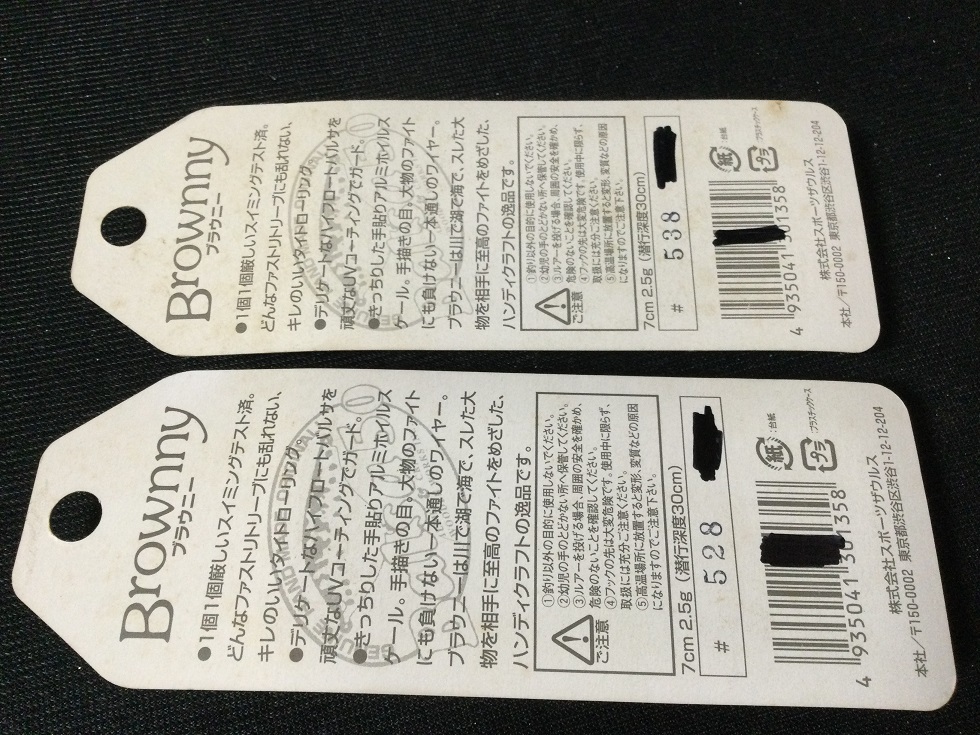 Browny
ブラウニー
●1個1個厳しいスイミングテスト済。
どんなファストリトリーブにも乱れない、
キレのいいタイトローリング。
●デリケートなハイフロートバルサを
頑丈なUVコーティングでガード。
●きっちりした手貼りアルミホイルス
ケール。手描きの目。大物のファイト
にも負けない一本通しのワイヤー。
ブラウニーは川で湖で海で、スレた大
物を相手に至高のファイトをめざした、
ハンディクラフトの逸品です。
ご注意
①釣り以外の目的に使用しないでください。
②幼児の手のとどかない所へ保管してください。
③ルアーを投げる場合、周囲の安全を確かめ、
危険のないことを確認してください。
④フックの先は大変危険です。使用中に限らず、
取扱には充分ご注意ください。
⑤高温場所に放置すると変形、変質などの原因
になりますのでご注意下さい。
7cm 2.5g (潜行深度30cm)
# 538
紙 :台紙
プラ :プラスチックケース
4 935041 301358
株式会社スポーツザウルス
本社/〒150-0002 東京都渋谷区渋谷1-12-12-204
Browny
ブラウニー
●1個1個厳しいスイミングテスト済。
どんなファストリトリーブにも乱れない、
キレのいいタイトローリング。
●デリケートなハイフロートバルサを
頑丈なUVコーティングでガード。
●きっちりした手貼りアルミホイルス
ケール。手描きの目。大物のファイト
にも負けない一本通しのワイヤー。
ブラウニーは川で湖で海で、スレた大
物を相手に至高のファイトをめざした、
ハンディクラフトの逸品です。
ご注意
①釣り以外の目的に使用しないでください。
②幼児の手のとどかない所へ保管してください。
③ルアーを投げる場合、周囲の安全を確かめ、
危険のないことを確認してください。
④フックの先は大変危険です。使用中に限らず、
取扱には充分ご注意ください。
⑤高温場所に放置すると変形、変質などの原因
になりますのでご注意下さい。
7cm 2.5g (潜行深度30cm)
# 528
紙 :台紙
プラ :プラスチックケース
4 935041 301358
株式会社スポーツザウルス
本社/〒150-0002 東京都渋谷区渋谷1-12-12-204